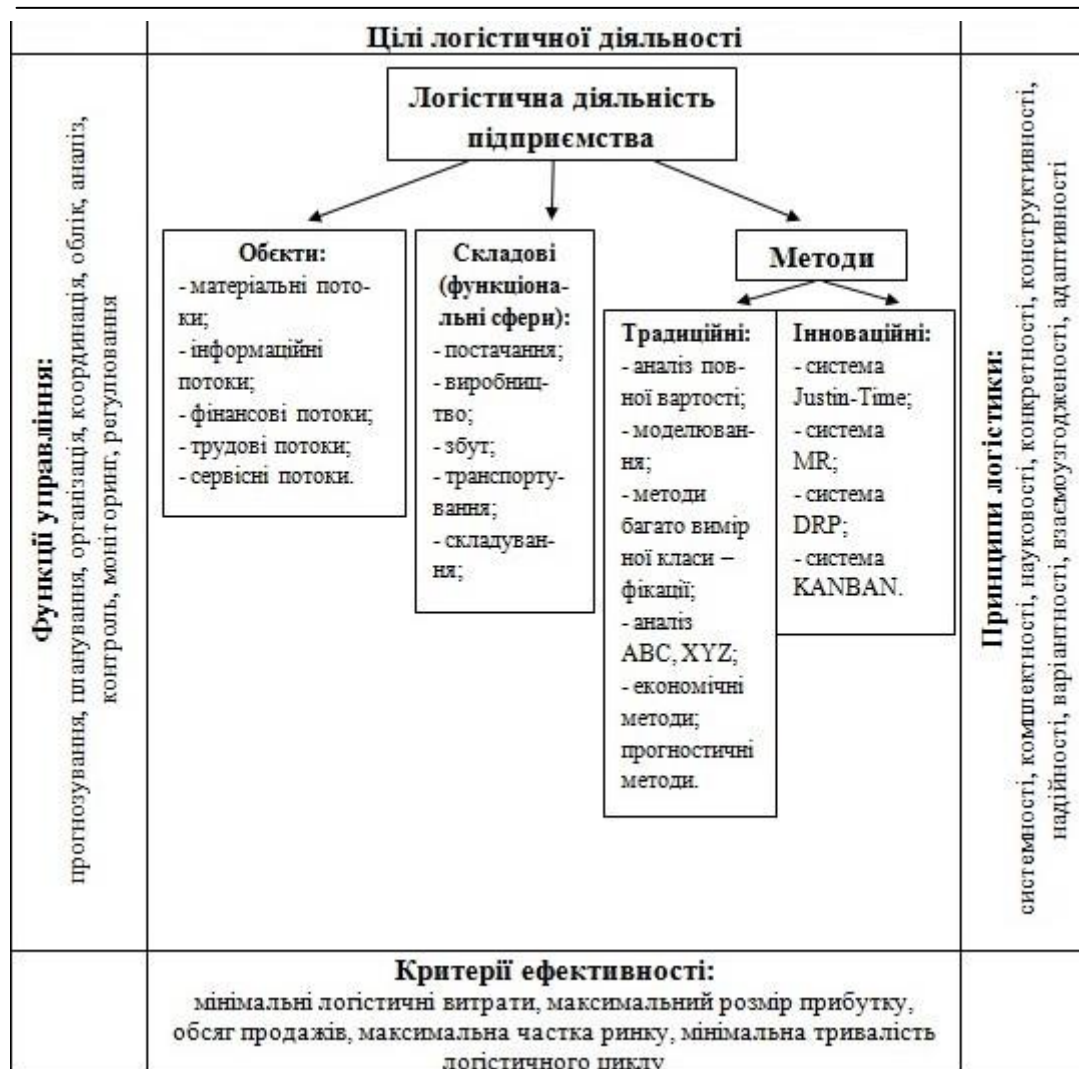 Цілі логістичної діяльності
Логістична діяльність
підприємства
Обєкти:
- матеріальні пото-
ки;
- інформаційні
потоки;
- фінансові потоки;
- трудові потоки;
- сервісні потоки.
Складові
(функціона-
льні сфери):
- постачання;
- виробниц-
тво;
- збут;
- транспорту-
вання;
- складуван-
ня;
Методи
Традиційні:
- аналіз пов-
ної вартості;
- моделюван-
ня;
- методи
багато вимір
ної класи –
фікації;
- аналіз
ABC, XYZ;
- економічні
методи;
прогностичні
методи.
Інноваційні:
- система
Justin-Time;
- система
MR;
- система
DRP;
- система
KANBAN.
Функції управління:
прогнозування, планування, організація, координація, облік, аналіз,
контроль, моніторинг, регулювання
Принципи логістики:
системності, комплектності, науковості, конкретності, конструктивності,
надійності, варіантності, взаємоузгодженості, адаптивності
Критерії ефективності:
мінімальні логістичні витрати, максимальний розмір прибутку,
обсяг продажів, максимальна частка ринку, мінімальна тривалість
логістичного циклу